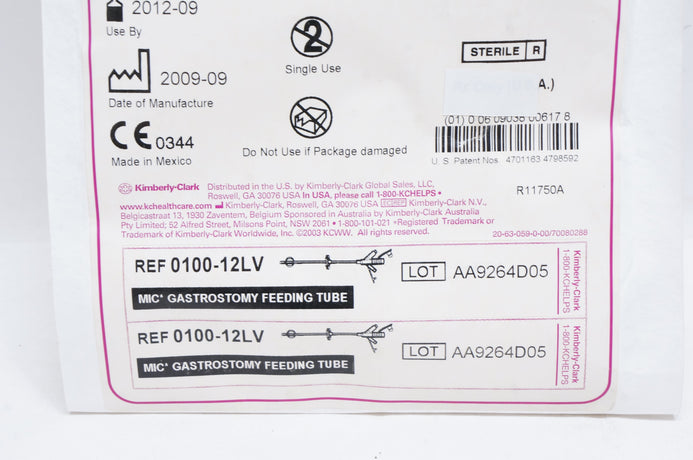 2012-09
Use By
2009-09
Date of Manufacture
CE 0344
Made in Mexico
2
Single Use
Do Not Use if Package damaged
STERILE R
A.)
(01) 0 06 09038 00617 8
U.S. Patent Nos. 4701163 4798592
Kimberly-Clark Distributed in the U.S. by Kimberly-Clark Global Sales, LLC,
Roswell, GA 30076 USA In USA, please call 1-800-KCHELPS •
www.kchealthcare.com Kimberly-Clark, Roswell, GA 30076 USA EC REP Kimberly-Clark N.V.,
Belgicastraat 13, 1930 Zaventem, Belgium Sponsored in Australia by Kimberly-Clark Australia
Pty Limited; 52 Alfred Street, Milsons Point, NSW 2061 • 1-800-101-021 *Registered Trademark or
Trademark of Kimberly-Clark Worldwide, Inc. ©2003 KCWW. All rights reserved.
R11750A
20-63-059-0-00/70080288
REF 0100-12LV
LOT AA9264D05
MIC* GASTROSTOMY FEEDING TUBE
Kimberly-Clark
1-800-KCHELPS
REF 0100-12LV
LOT AA9264D05
MIC* GASTROSTOMY FEEDING TUBE
Kimberly-Clark
1-800-KCHELPS